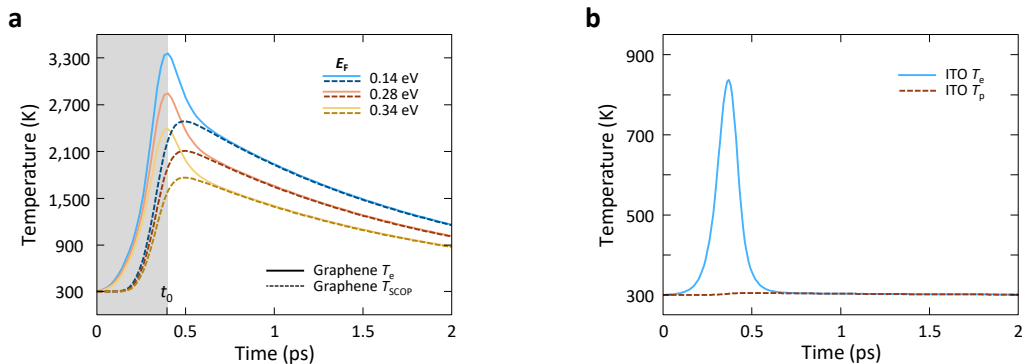 a
Temperature (K)
3,300
2,700
2,100
1,500
900
300
E_F
0.14 eV
0.28 eV
0.34 eV
Graphene T_e
Graphene T_SCOP
t_0
0 0.5 1 1.5 2
Time (ps)
b
Temperature (K)
900
700
500
300
ITO T_e
ITO T_p
0 0.5 1 1.5 2
Time (ps)